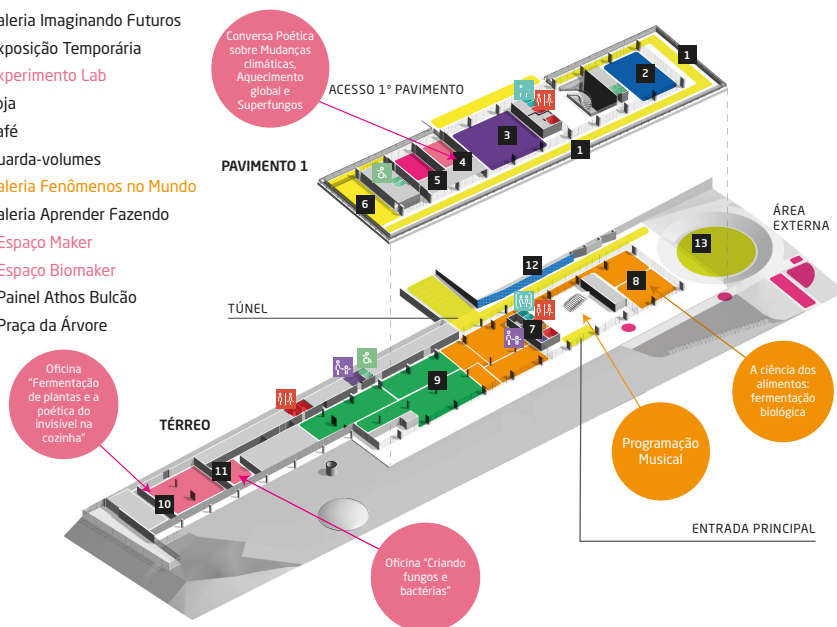 aleria Imaginando Futuros
xposição Temporária
xperimento Lab
oja
afé
uarda-volumes
aleria Fenômenos no Mundo
aleria Aprender Fazendo
Espaço Maker
Espaço Biomaker
Painel Athos Bulcão
Praça da Árvore
Conversa Poética
sobre Mudanças
climáticas,
Aquecimento
global e
Superfungos
ACESSO 1º PAVIMENTO
PAVIMENTO 1
1
2
3
1
4
5
6
ÁREA
EXTERNA
13
12
8
TÚNEL
7
9
A ciência dos
alimentos:
fermentação
biológica
Oficina
"Fermentação
de plantas e a
poética do
invisível na
cozinha"
TÉRREO
Programação
Musical
11
10
ENTRADA PRINCIPAL
Oficina "Criando
fungos e
bactérias"